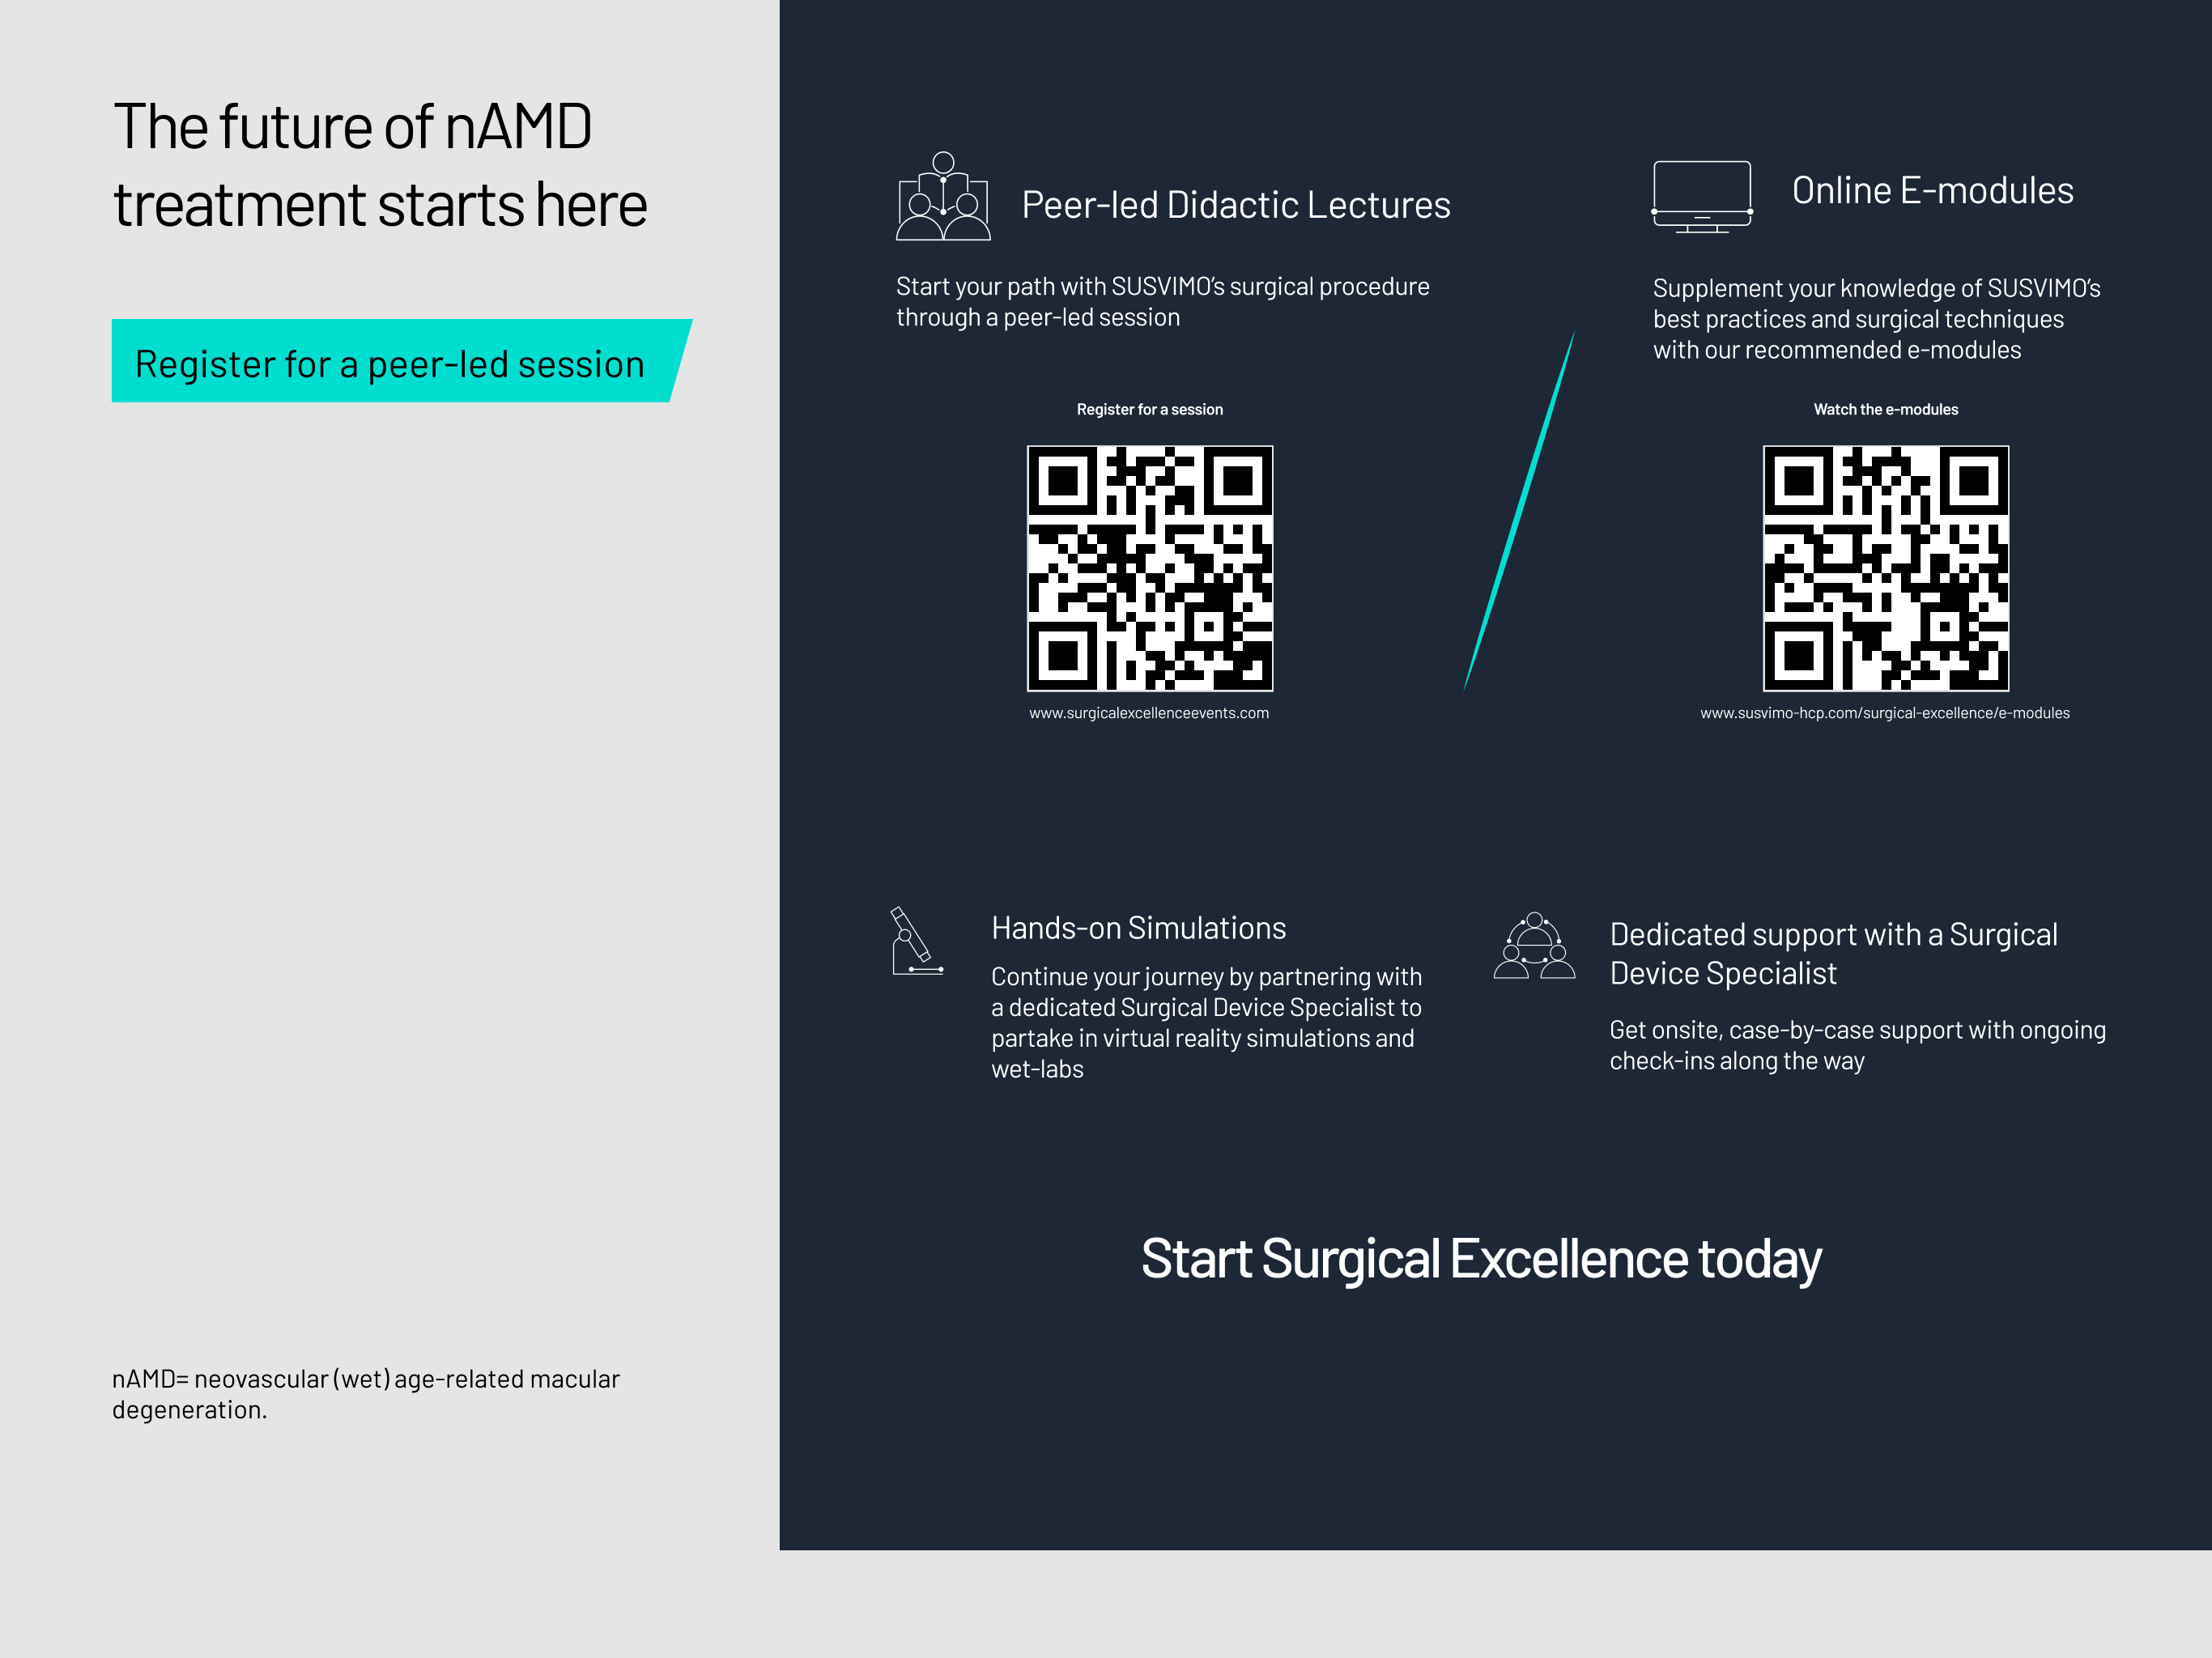 The future of nAMD
treatment starts here
Register for a peer-led session
nAMD= neovascular (wet) age-related macular
degeneration.
Peer-led Didactic Lectures
Start your path with SUSVIMO’s surgical procedure
through a peer-led session
Register for a session
www.surgicalexcellenceevents.com
Online E-modules
Supplement your knowledge of SUSVIMO’s
best practices and surgical techniques
with our recommended e-modules
Watch the e-modules
www.susvimo-hcp.com/surgical-excellence/e-modules
Hands-on Simulations
Continue your journey by partnering with
a dedicated Surgical Device Specialist to
partake in virtual reality simulations and
wet-labs
Dedicated support with a Surgical
Device Specialist
Get onsite, case-by-case support with ongoing
check-ins along the way
Start Surgical Excellence today